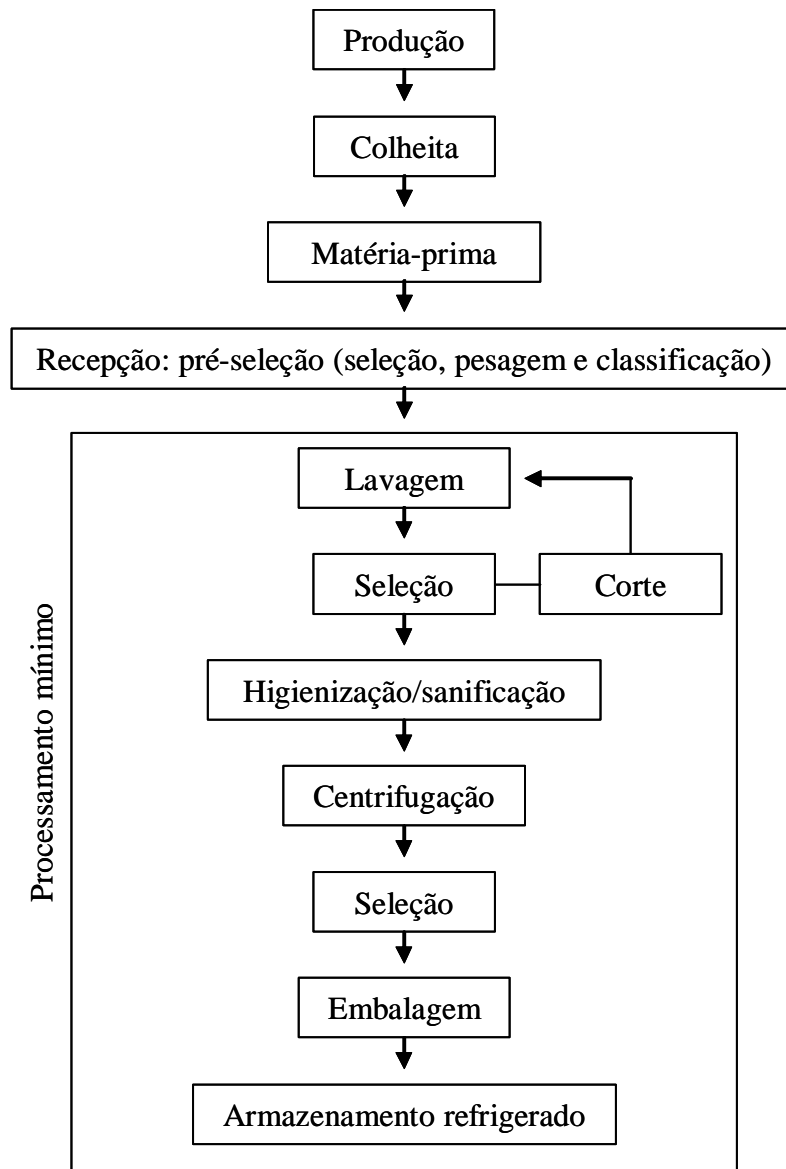 Produção
Colheita
Matéria-prima
Recepção: pré-seleção (seleção, pesagem e classificação)
Processamento mínimo
Lavagem
Seleção
Corte
Higienização/sanificação
Centrifugação
Seleção
Embalagem
Armazenamento refrigerado